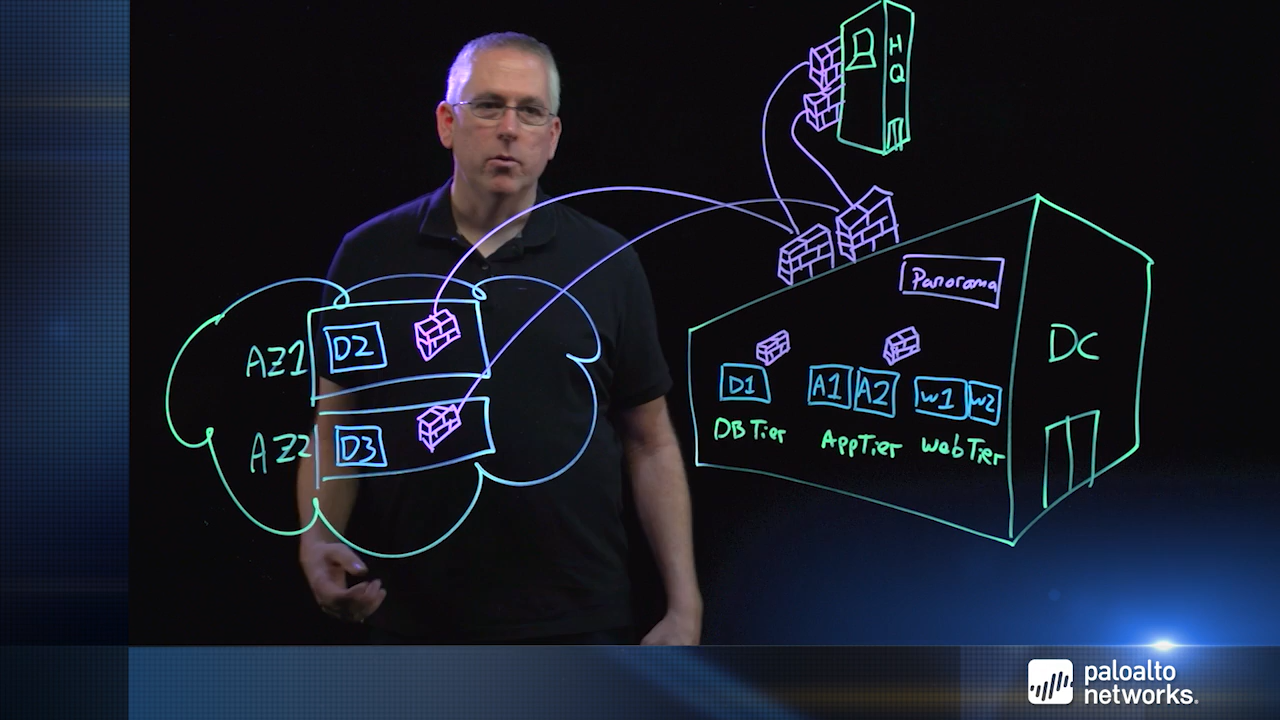 HQ
Panorama
DC
AZ1
D2
D1
A1
A2
W1
W2
AZ2
D3
DB Tier
AppTier
WebTier
paloalto
networks.